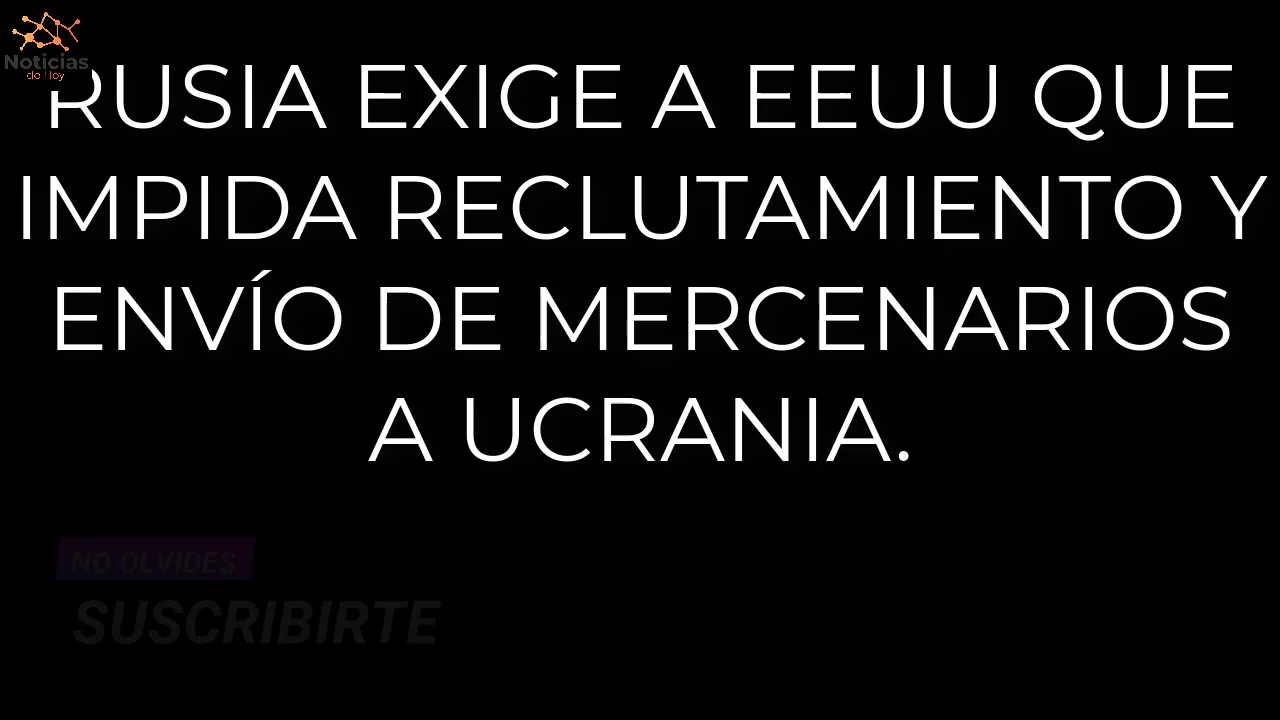 Noticias
de Hoy
RUSIA EXIGE A EEUU QUE
IMPIDA RECLUTAMIENTO Y
ENVÍO DE MERCENARIOS
A UCRANIA.
NO OLVIDES
SUSCRIBIRTE